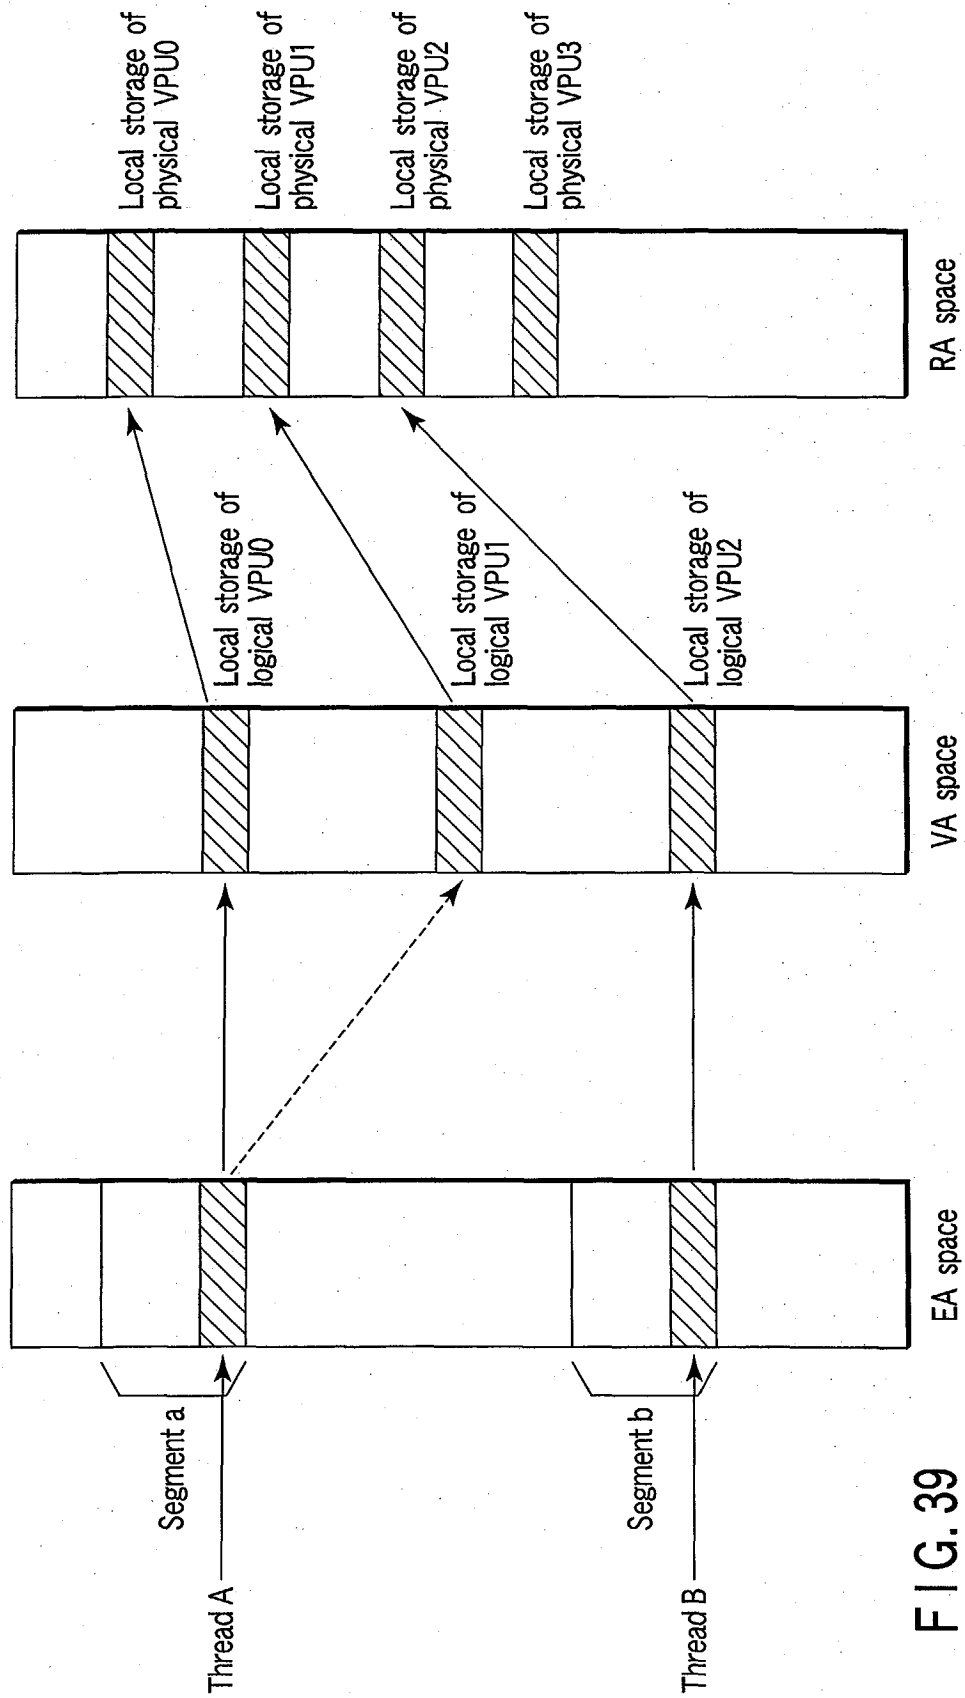 Thread A
Segment a
Thread B
Segment b
EA space
Local storage of
logical VPU0
Local storage of
logical VPU1
Local storage of
logical VPU2
VA space
Local storage of
physical VPU0
Local storage of
physical VPU1
Local storage of
physical VPU2
Local storage of
physical VPU3
RA space
FIG. 39